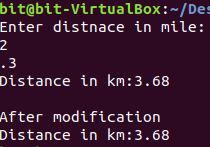 bit@bit-VirtualBox:~/Des
Enter distnace in mile:
2
.3
Distance in km:3.68

After modification
Distance in km:3.68